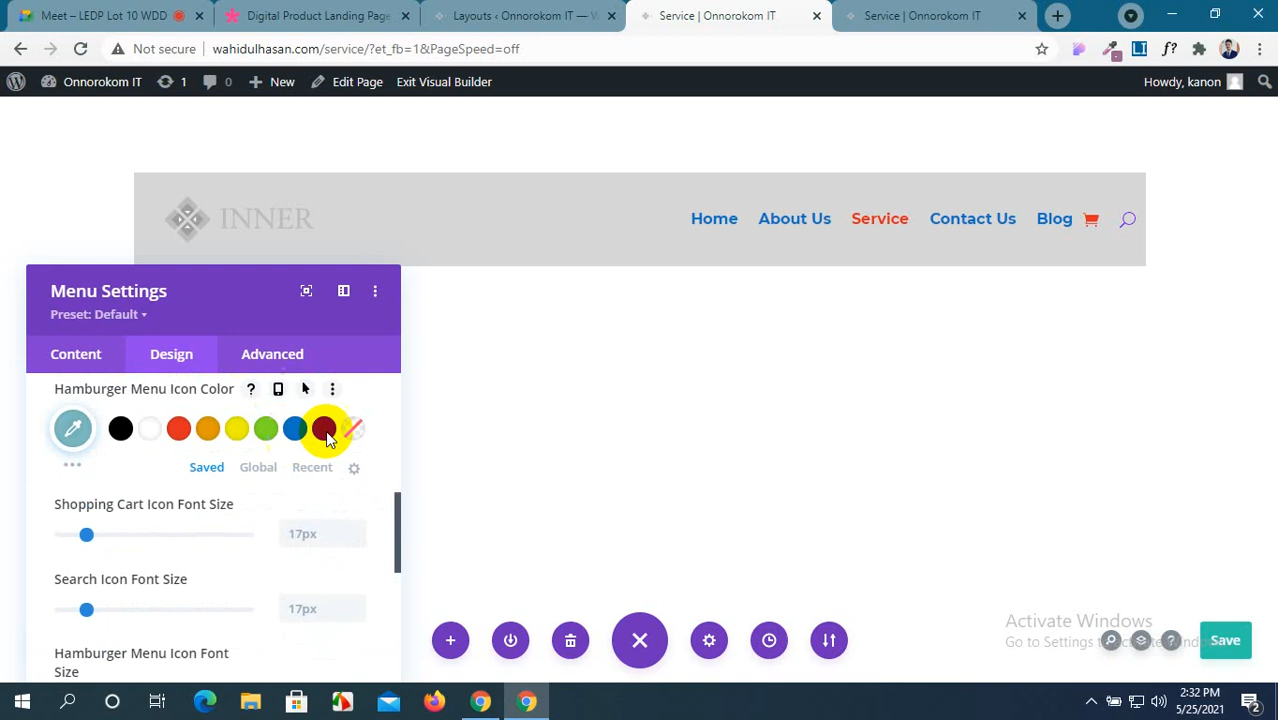 Meet – LEDP Lot 10 WDD
Digital Product Landing Page
Layouts ‹ Onnorokom IT — W
Service | Onnorokom IT
Service | Onnorokom IT
Not secure
wahidulhasan.com/service/?et_fb=1&PageSpeed=off
Onnorokom IT
1
0
New
Edit Page
Exit Visual Builder
Howdy, kanon
INNER
Home
About Us
Service
Contact Us
Blog
Menu Settings
Preset: Default
Content
Design
Advanced
Hamburger Menu Icon Color
Saved
Global
Recent
Shopping Cart Icon Font Size
17px
Search Icon Font Size
17px
Hamburger Menu Icon Font
Size
Activate Windows
Go to Settings to activate Windows.
Save
2:32 PM
5/25/2021
2